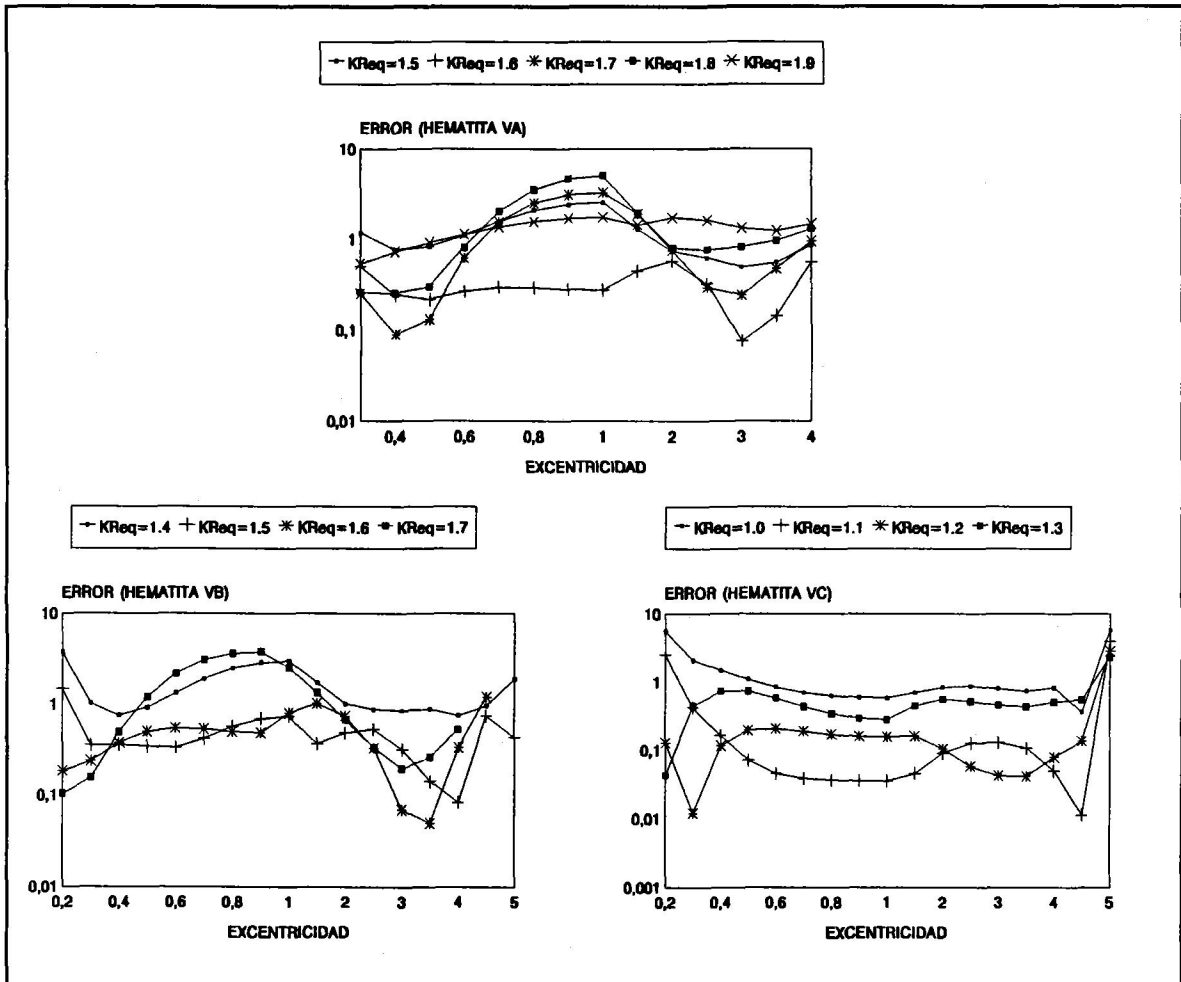 KReq=1.5 KReq=1.6 KReq=1.7 KReq=1.8 KReq=1.9
ERROR (HEMATITA VA)
10
1
0,1
0,01
0,4 0,6 0,8 1 2 3 4
EXCENTRICIDAD
KReq=1.4 KReq=1.5 KReq=1.6 KReq=1.7
ERROR (HEMATITA VB)
10
1
0,1
0,01
0,2 0,4 0,6 0,8 1 2 3 4 5
EXCENTRICIDAD
KReq=1.0 KReq=1.1 KReq=1.2 KReq=1.3
ERROR (HEMATITA VC)
10
1
0,1
0,01
0,001
0,2 0,4 0,6 0,8 1 2 3 4 5
EXCENTRICIDAD